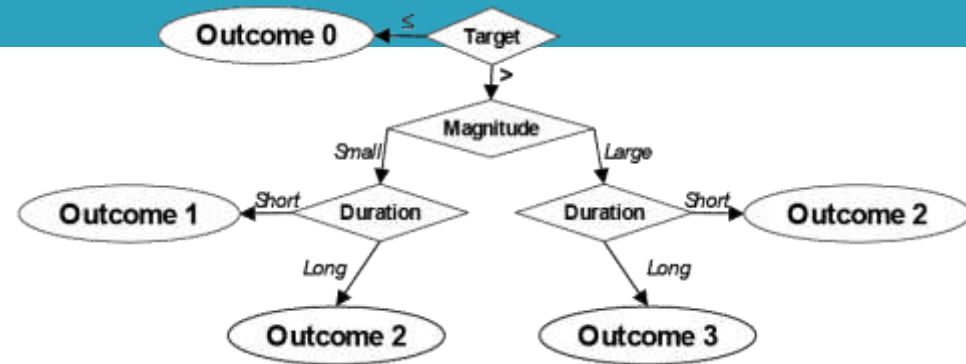 Outcome 0
≤
Target
>
Magnitude
Small
Large
Outcome 1
Short
Duration
Duration
Short
Outcome 2
Long
Long
Outcome 2
Outcome 3